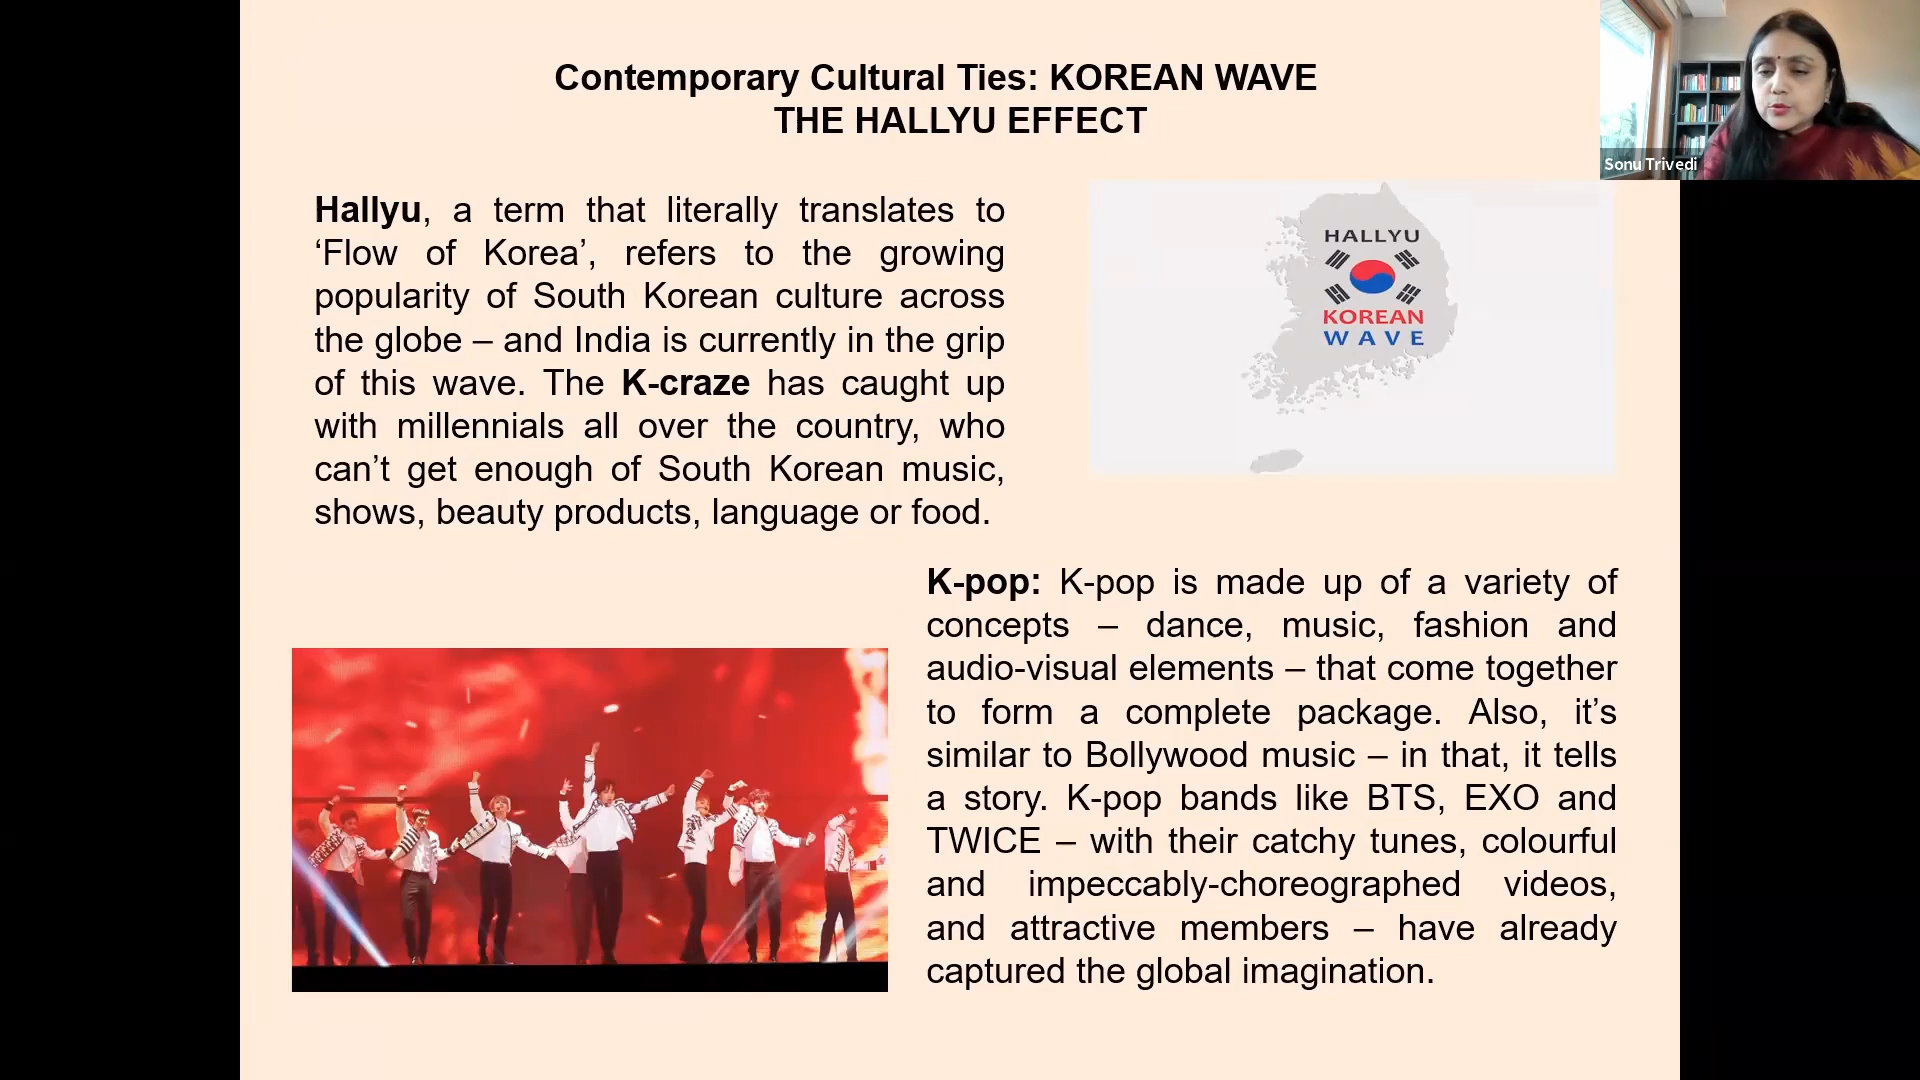 Contemporary Cultural Ties: KOREAN WAVE
THE HALLYU EFFECT
Sonu Trivedi
Hallyu, a term that literally translates to
‘Flow of Korea’, refers to the growing
popularity of South Korean culture across
the globe – and India is currently in the grip
of this wave. The K-craze has caught up
with millennials all over the country, who
can’t get enough of South Korean music,
shows, beauty products, language or food.
HALLYU
KOREAN
WAVE
K-pop: K-pop is made up of a variety of
concepts – dance, music, fashion and
audio-visual elements – that come together
to form a complete package. Also, it’s
similar to Bollywood music – in that, it tells
a story. K-pop bands like BTS, EXO and
TWICE – with their catchy tunes, colourful
and impeccably-choreographed videos,
and attractive members – have already
captured the global imagination.